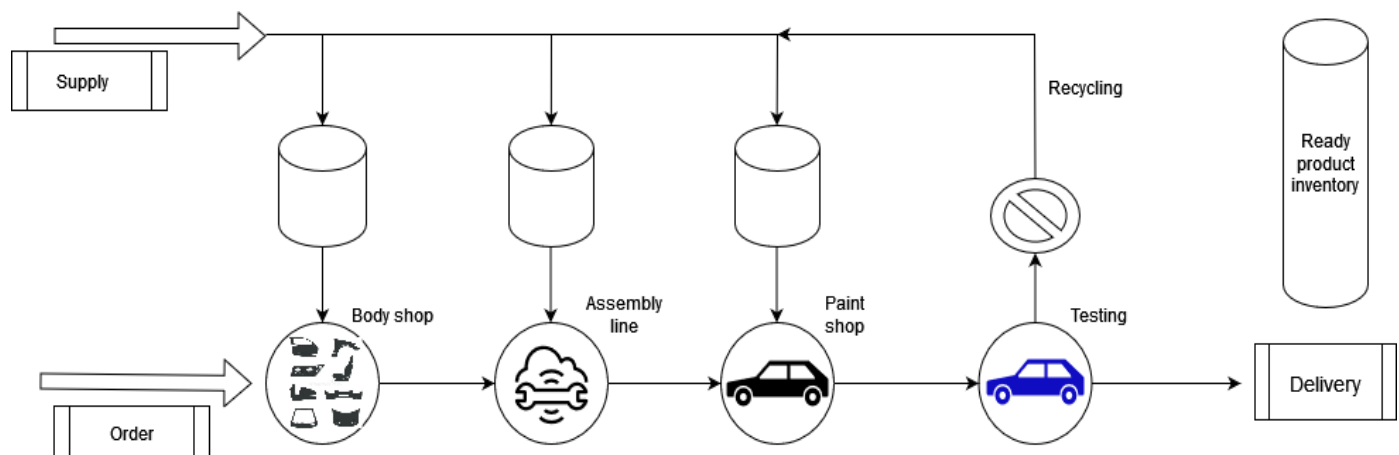 Supply
Recycling
Ready
product
inventory
Body shop
Assembly
line
Paint
shop
Testing
Order
Delivery